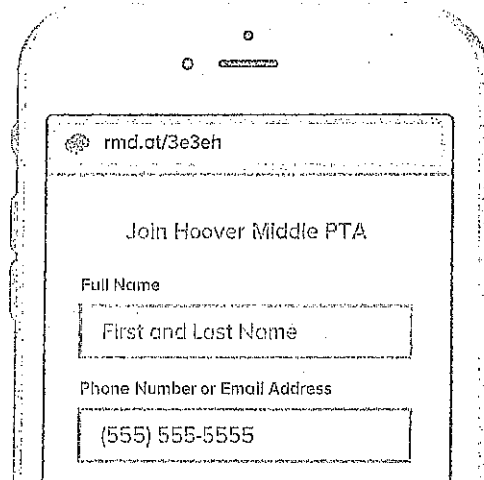 rmd.at/3e3eh
Join Hoover Middle PTA
Full Name
First and Last Name
Phone Number or Email Address
(555) 555-5555